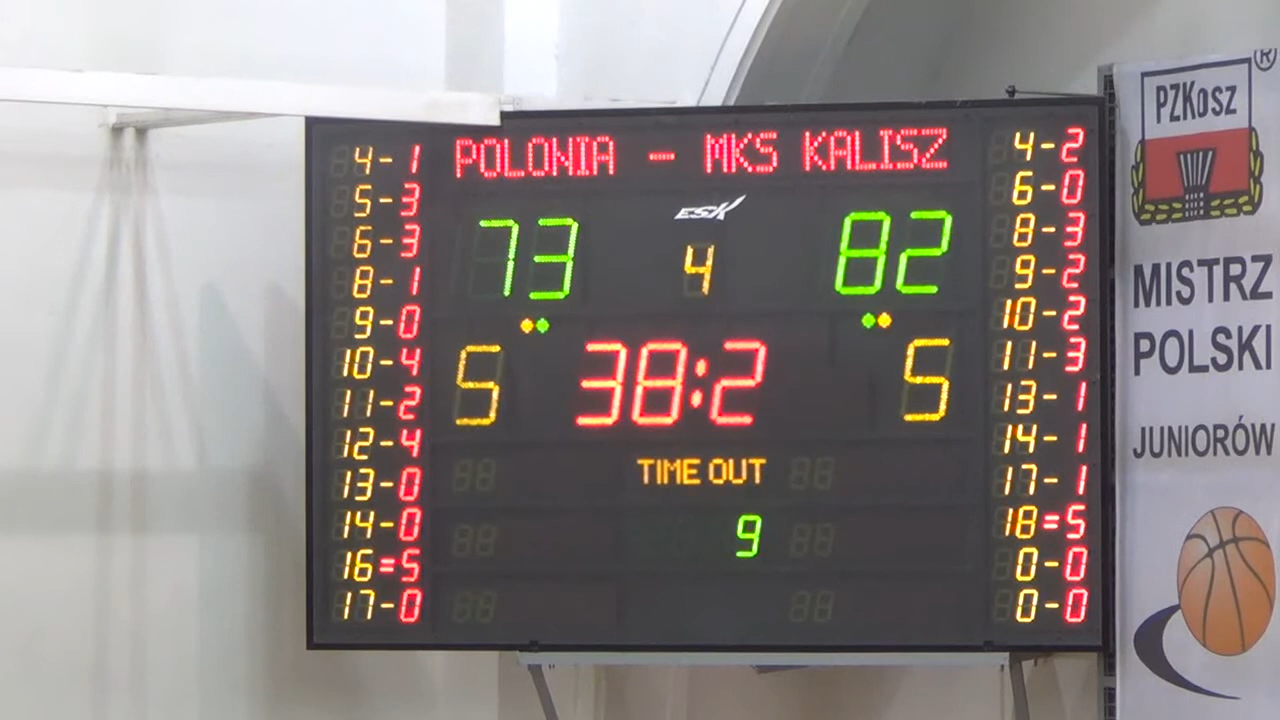 POLONIA - MKS KALISZ
ESK
73 4 82
5 38:2 5
TIME OUT
9
4-1
5-3
6-3
8-1
9-0
10-4
11-2
12-4
13-0
14-0
16=5
17-0
4-2
6-0
8-3
9-2
10-2
11-3
13-1
14-1
17-1
18=5
0-0
0-0
PZKosz
®
MISTRZ
POLSKI
JUNIORÓW